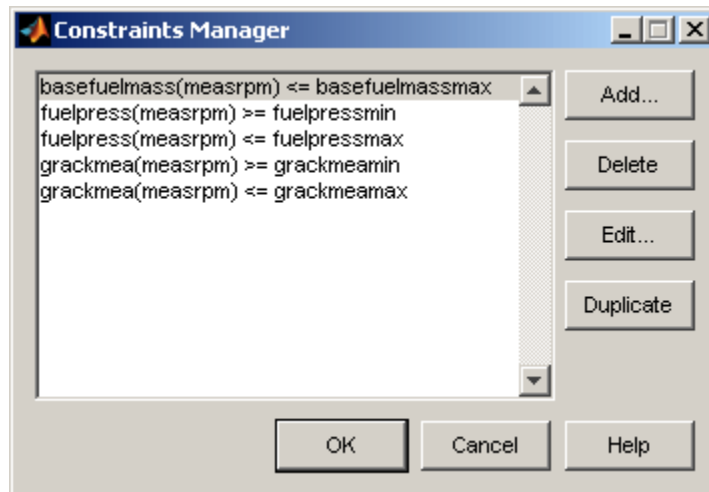 Constraints Manager
basefuelmass(measrpm) <= basefuelmassmax
fuelpress(measrpm) >= fuelpressmin
fuelpress(measrpm) <= fuelpressmax
grackmea(measrpm) >= grackmeamin
grackmea(measrpm) <= grackmeamax
Add...
Delete
Edit...
Duplicate
OK
Cancel
Help